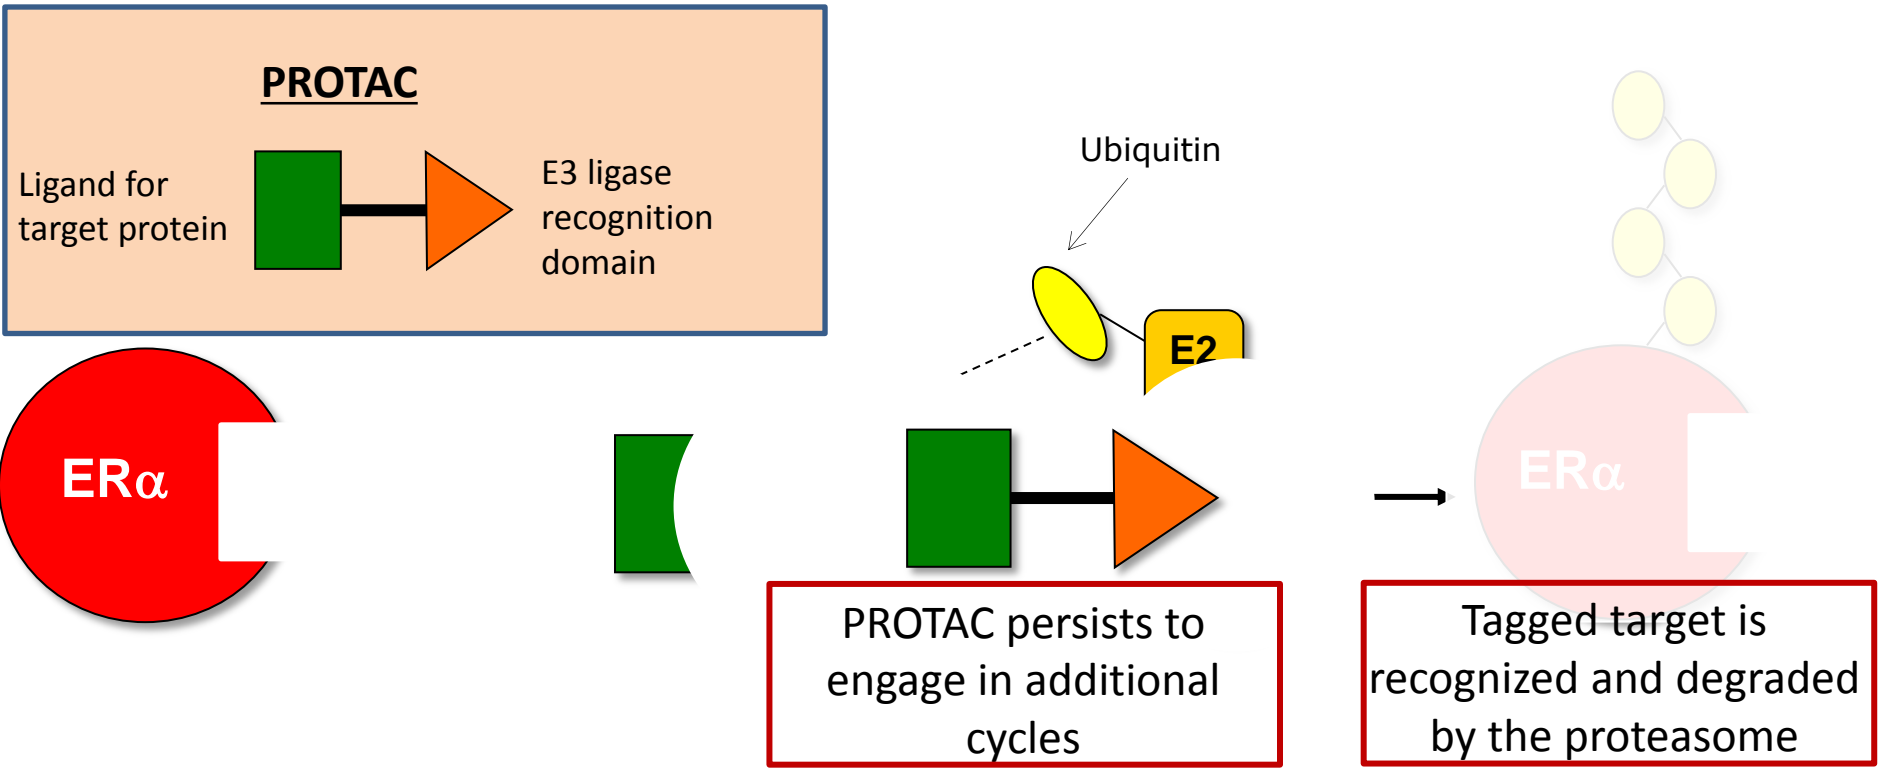 PROTAC
Ligand for
target protein
E3 ligase
recognition
domain
Ubiquitin
E2
ERα
ERα
PROTAC persists to
engage in additional
cycles
Tagged target is
recognized and degraded
by the proteasome